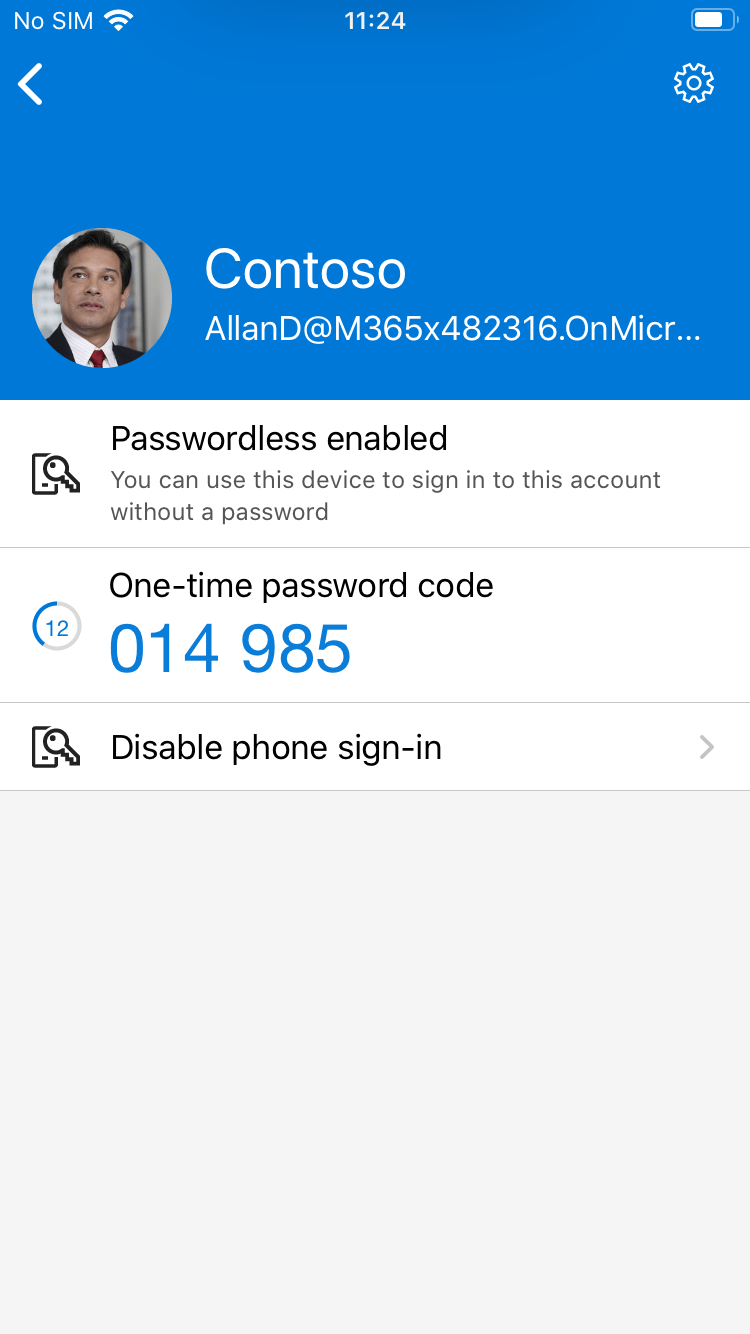 No SIM 11:24
Contoso
AllanD@M365x482316.OnMicr...
Passwordless enabled
You can use this device to sign in to this account
without a password
One-time password code
12
014 985
Disable phone sign-in